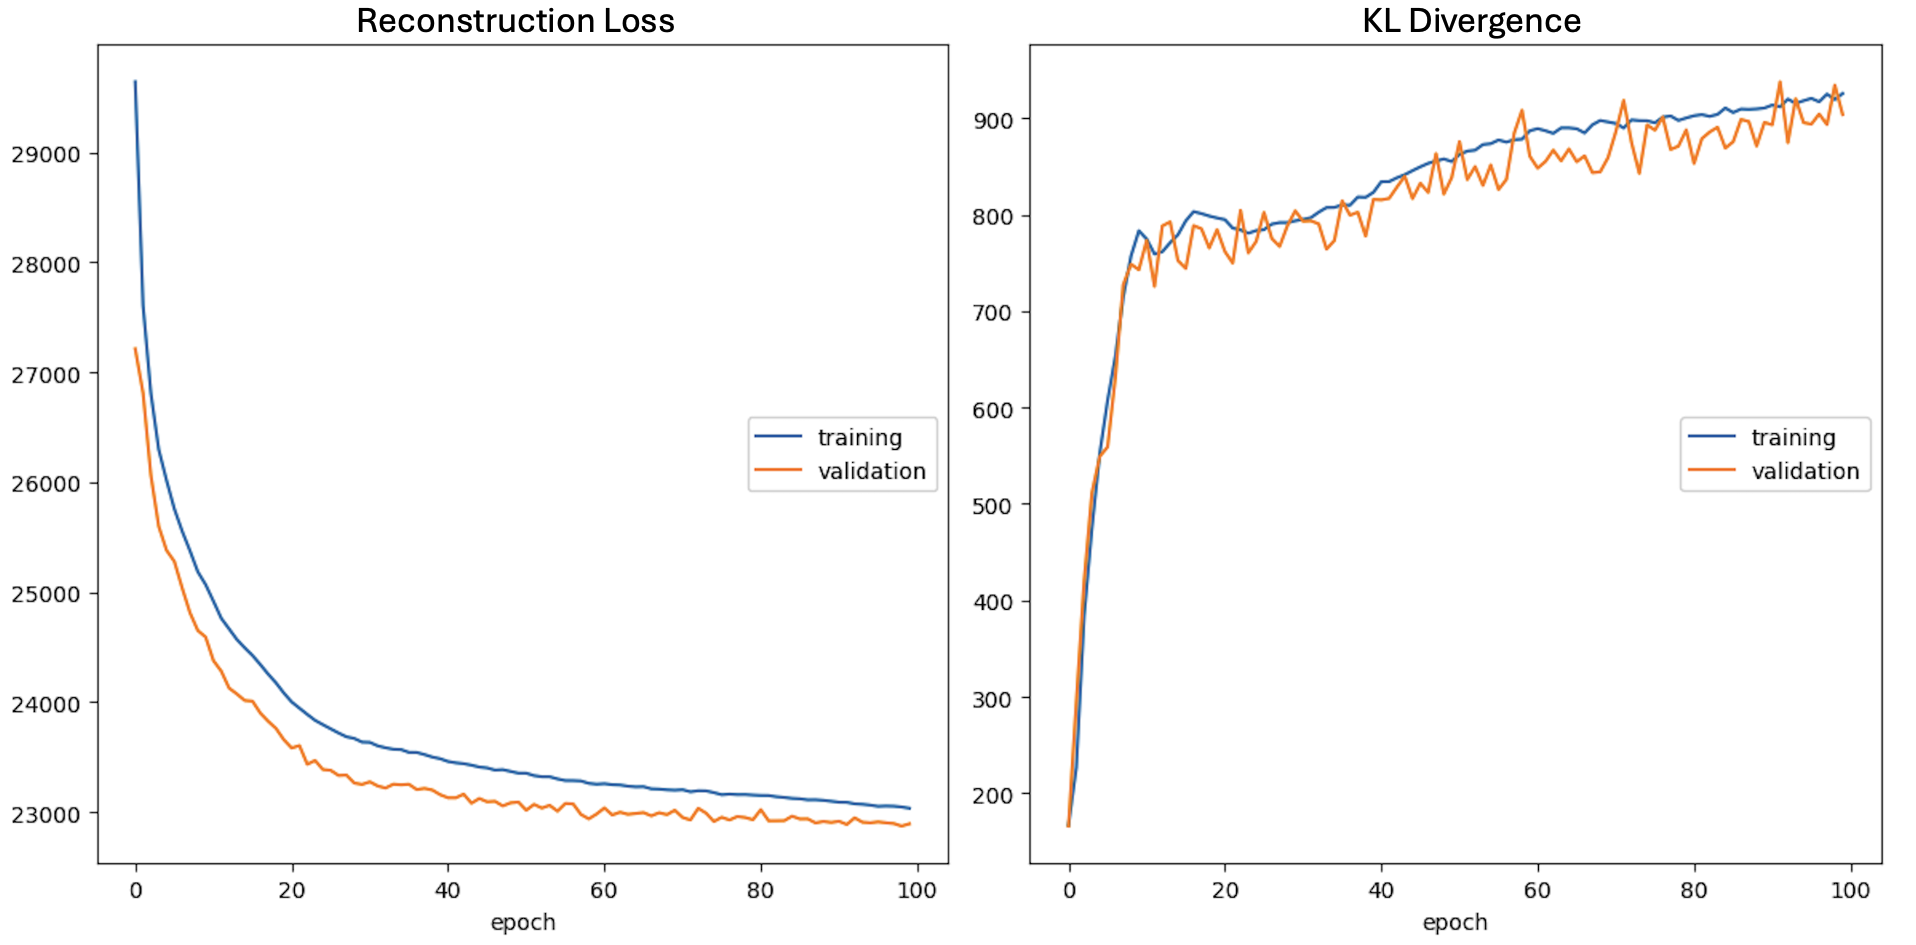 Reconstruction Loss
29000
28000
27000
26000
25000
24000
23000
0 20 40 60 80 100
epoch
training
validation
KL Divergence
900
800
700
600
500
400
300
200
0 20 40 60 80 100
epoch
training
validation